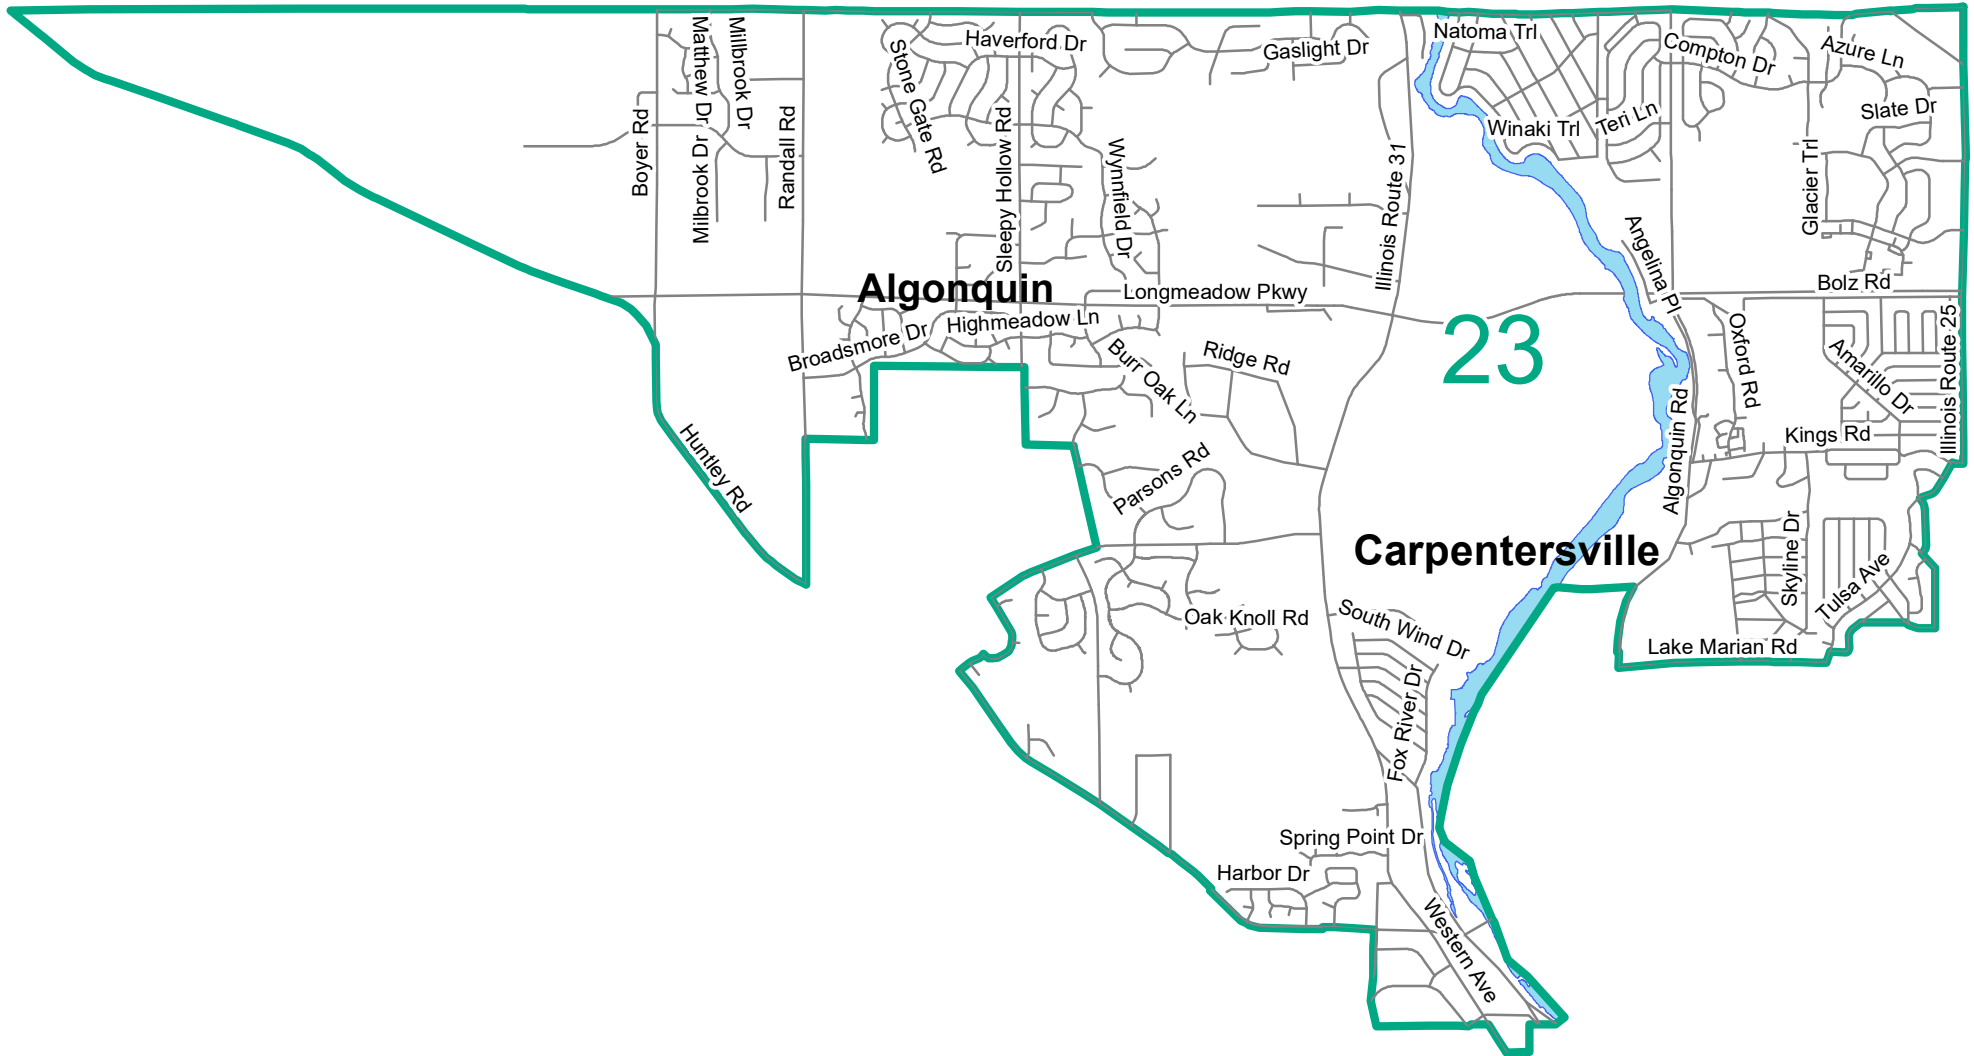 Natoma Trl
Matthew Dr
Millbrook Dr
Stone Gate Rd
Haverford Dr
Gaslight Dr
Compton Dr
Azure Ln
Slate Dr
Boyer Rd
Milbrook Dr
Randall Rd
Sleepy Hollow Rd
Wynnfield Dr
Illinois Route 31
Winaki Trl
Teri Ln
Glacier Trl
Angelina Pl
Bolz Rd
Algonquin
Longmeadow Pkwy
Highmeadow Ln
Broadsmore Dr
Burr Oak Ln
Ridge Rd
23
Oxford Rd
Amarillo Dr
Illinois Route 25
Algonquin Rd
Kings Rd
Huntley Rd
Parsons Rd
Carpentersville
Skyline Dr
Tulsa Ave
Oak Knoll Rd
South Wind Dr
Lake Marian Rd
Fox River Dr
Spring Point Dr
Harbor Dr
Western Ave